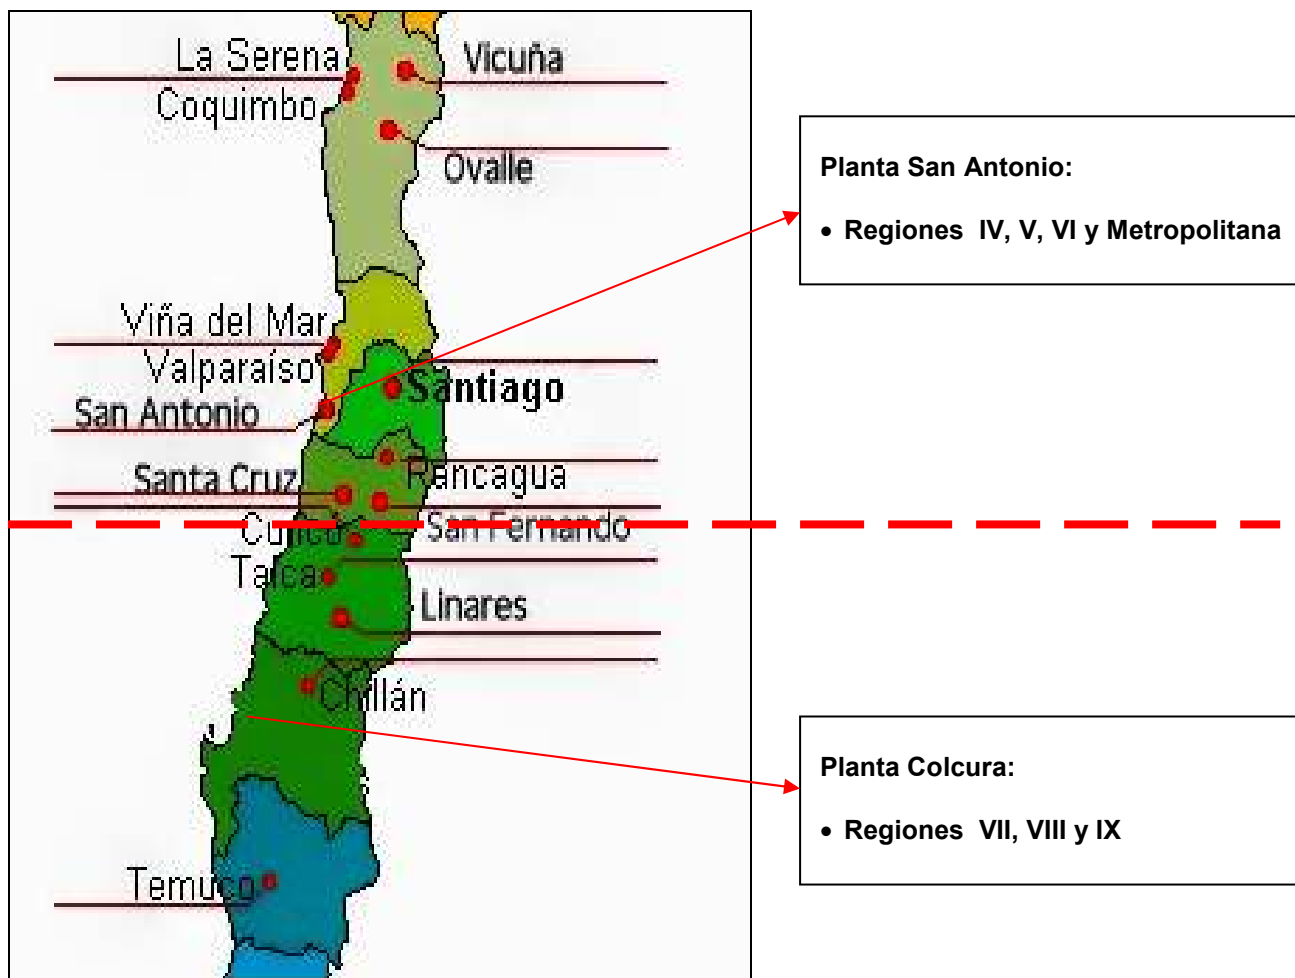 La Serena
Vicuña
Coquimbo
Ovalle
Planta San Antonio:
• Regiones IV, V, VI y Metropolitana
Viña del Mar
Valparaíso
Santiago
San Antonio
Santa Cruz
Rancagua
San Fernando
Curicó
Talca
Linares
Chillán
Planta Colcura:
• Regiones VII, VIII y IX
Temuco